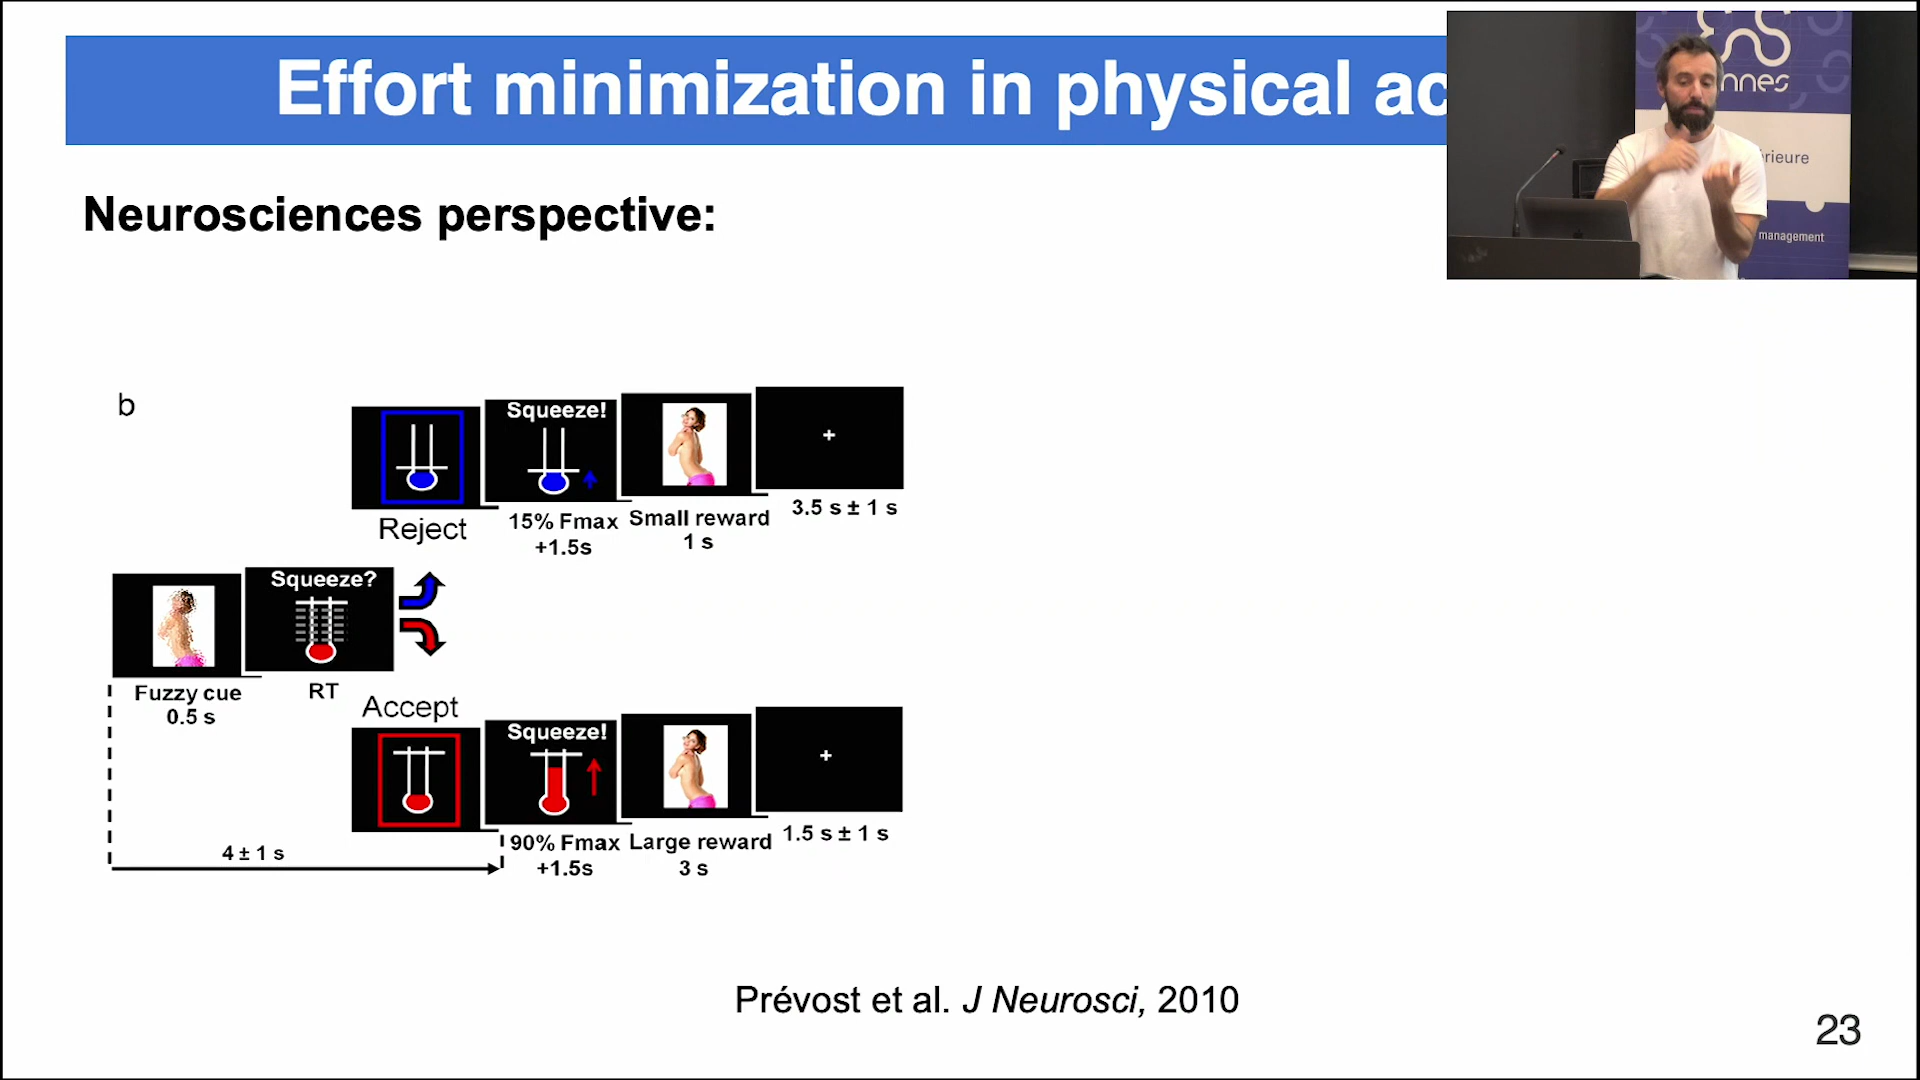 Effort minimization in physical ac
nnes
rieure
management
Neurosciences perspective:
b
Squeeze!
+
Reject
15% Fmax
+1.5s
Small reward
1 s
3.5 s ± 1 s
Squeeze?
Fuzzy cue
0.5 s
RT
Accept
Squeeze!
+
4 ± 1 s
90% Fmax
+1.5s
Large reward
3 s
1.5 s ± 1 s
Prévost et al. J Neurosci, 2010
23